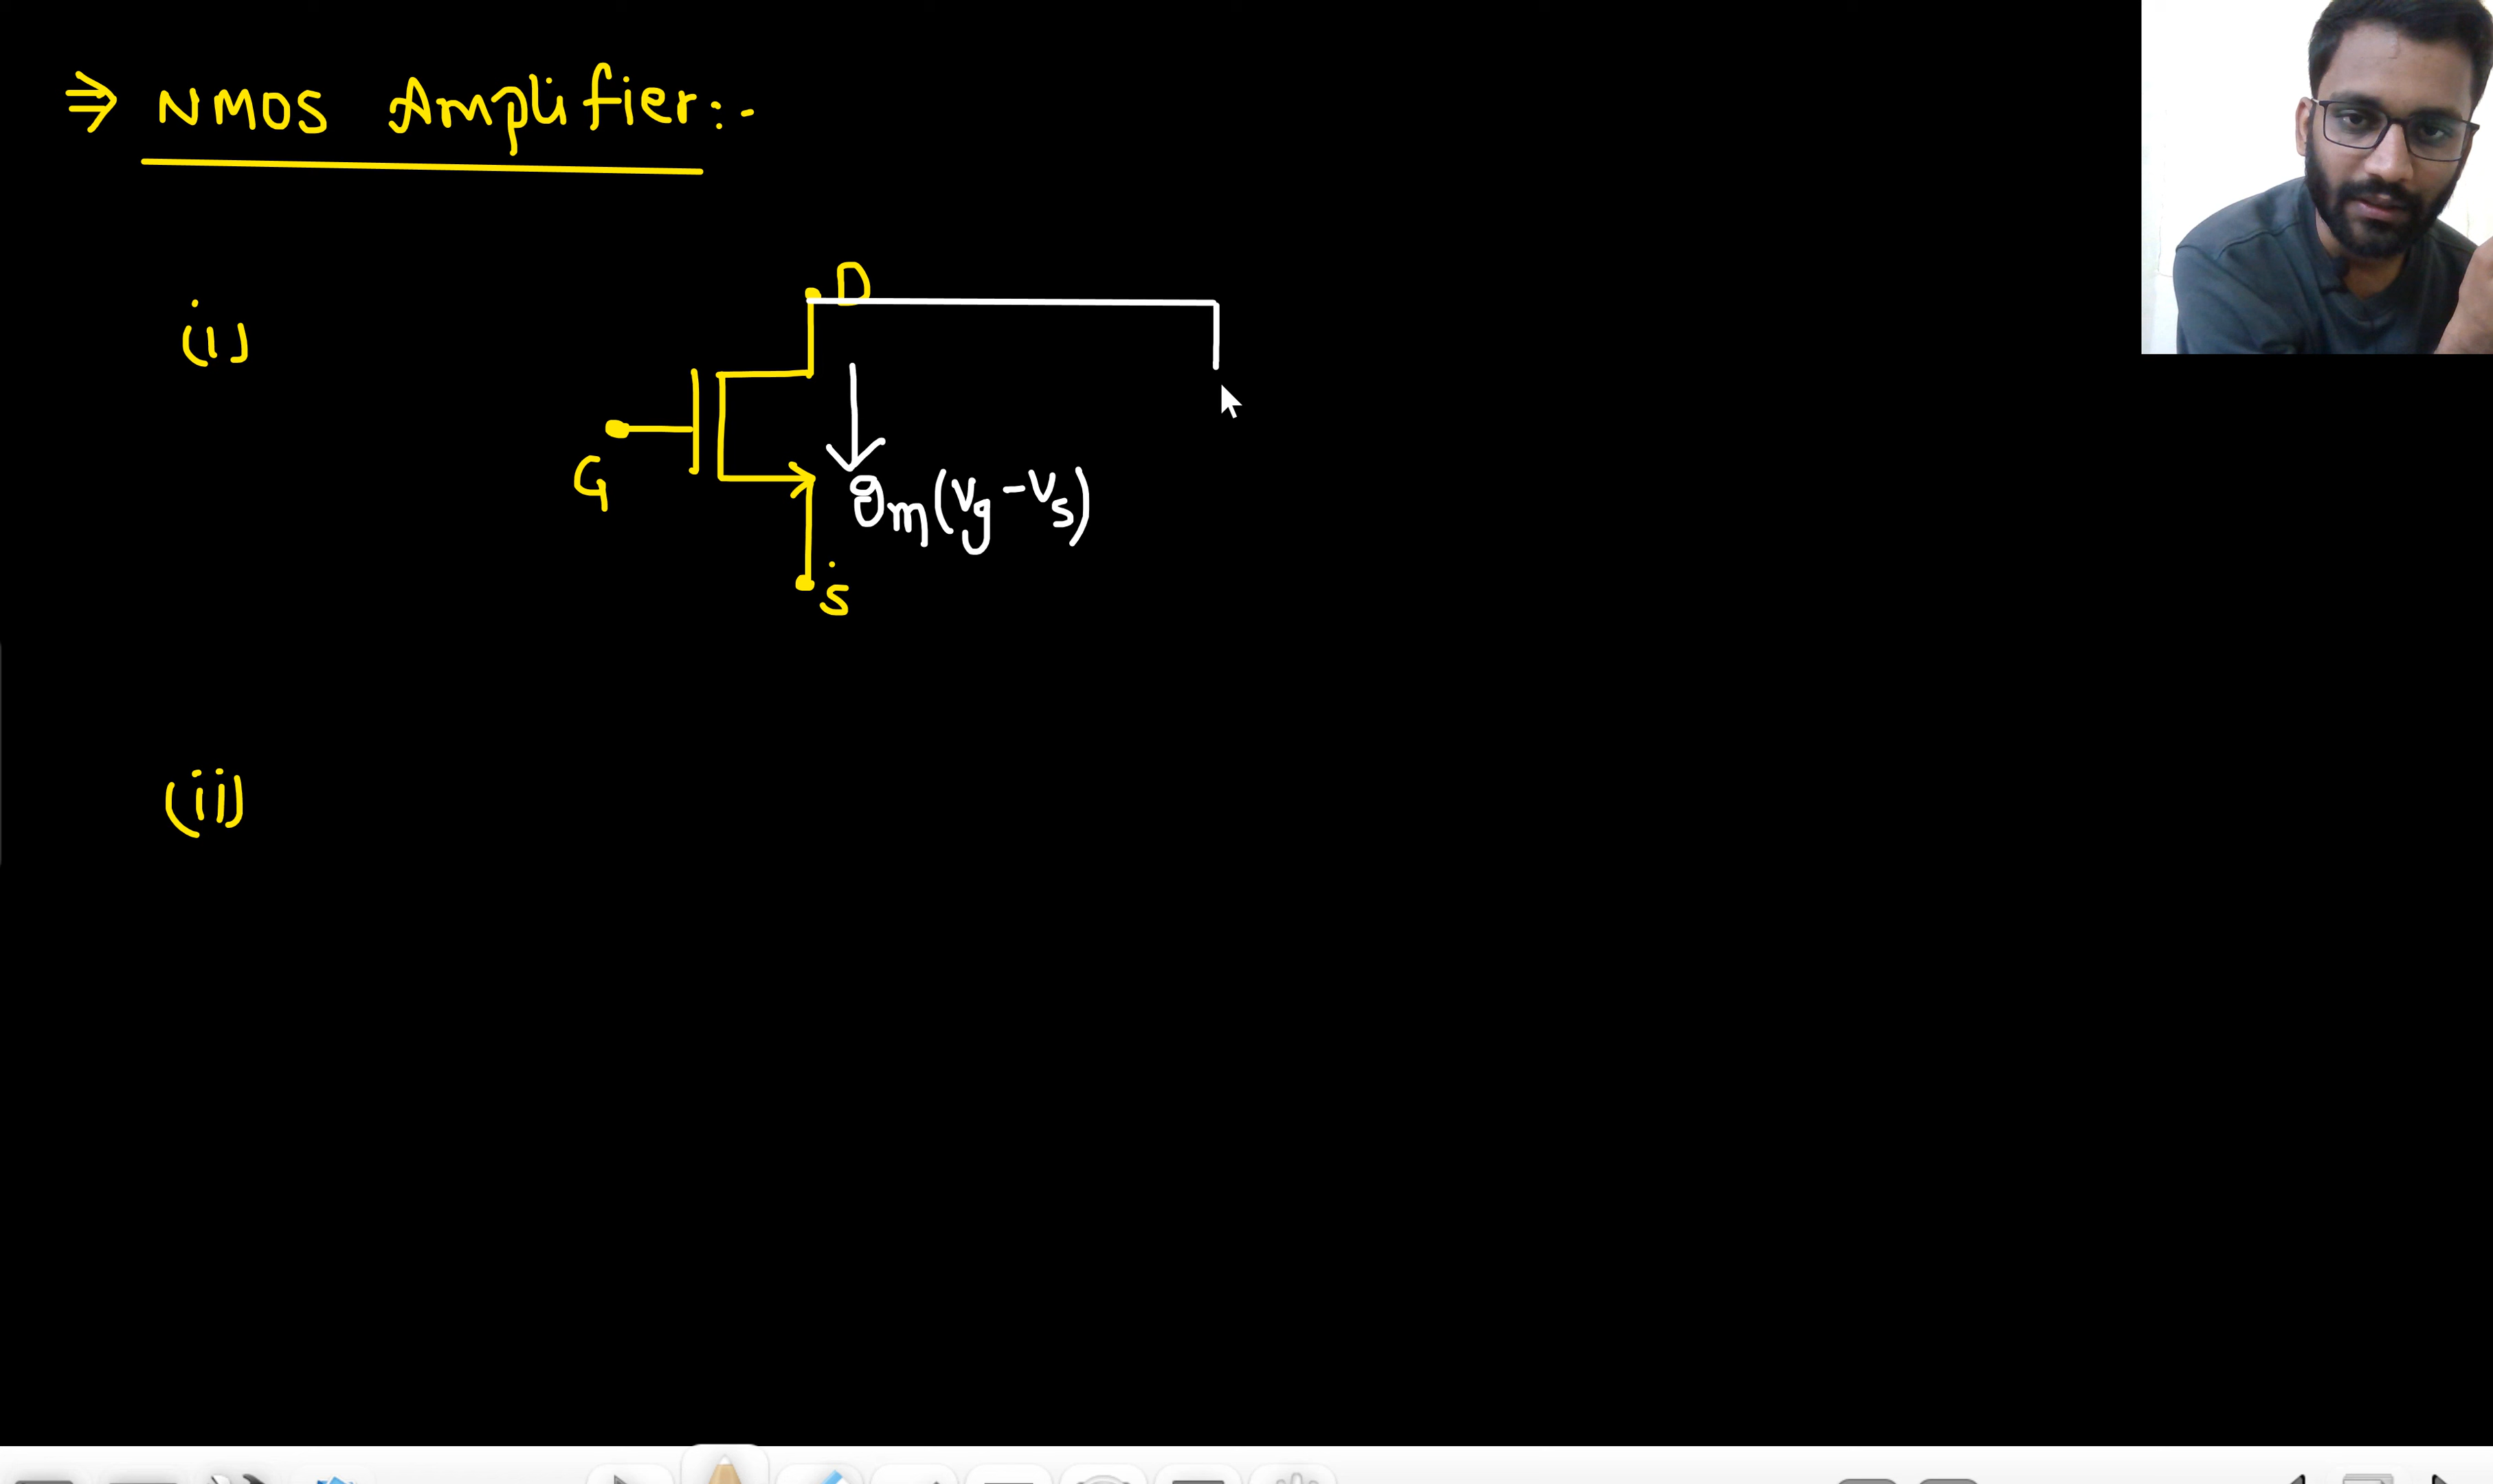 ⇒ NMOS Amplifier:-
(i)
D
G
gm(Vg-Vs)
S
(ii)